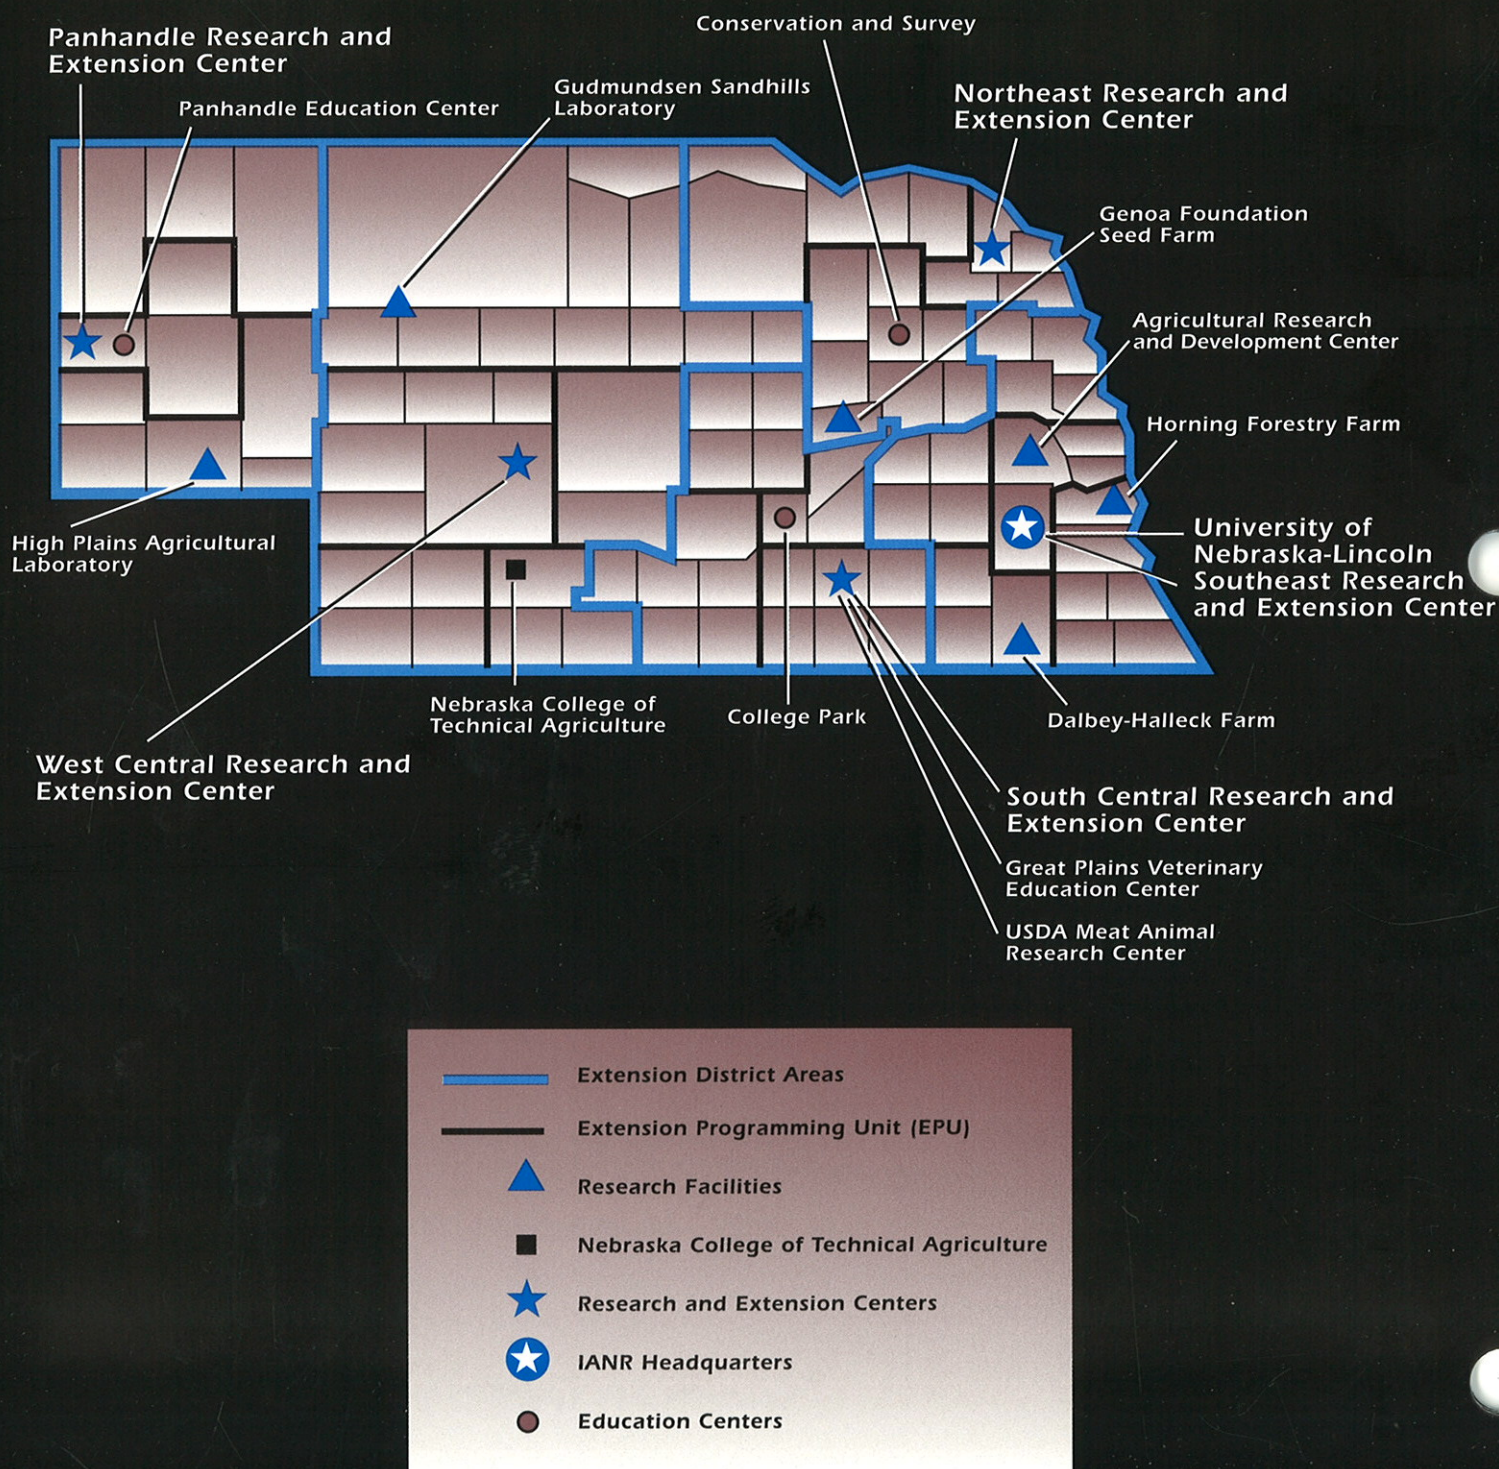 Conservation and Survey
Panhandle Research and
Extension Center
Panhandle Education Center
Gudmundsen Sandhills
Laboratory
Northeast Research and
Extension Center
Genoa Foundation
Seed Farm
Agricultural Research
and Development Center
Horning Forestry Farm
University of
Nebraska-Lincoln
Southeast Research
and Extension Center
High Plains Agricultural
Laboratory
Nebraska College of
Technical Agriculture
College Park
Dalbey-Halleck Farm
West Central Research and
Extension Center
South Central Research and
Extension Center
Great Plains Veterinary
Education Center
USDA Meat Animal
Research Center
Extension District Areas
Extension Programming Unit (EPU)
Research Facilities
Nebraska College of Technical Agriculture
Research and Extension Centers
IANR Headquarters
Education Centers